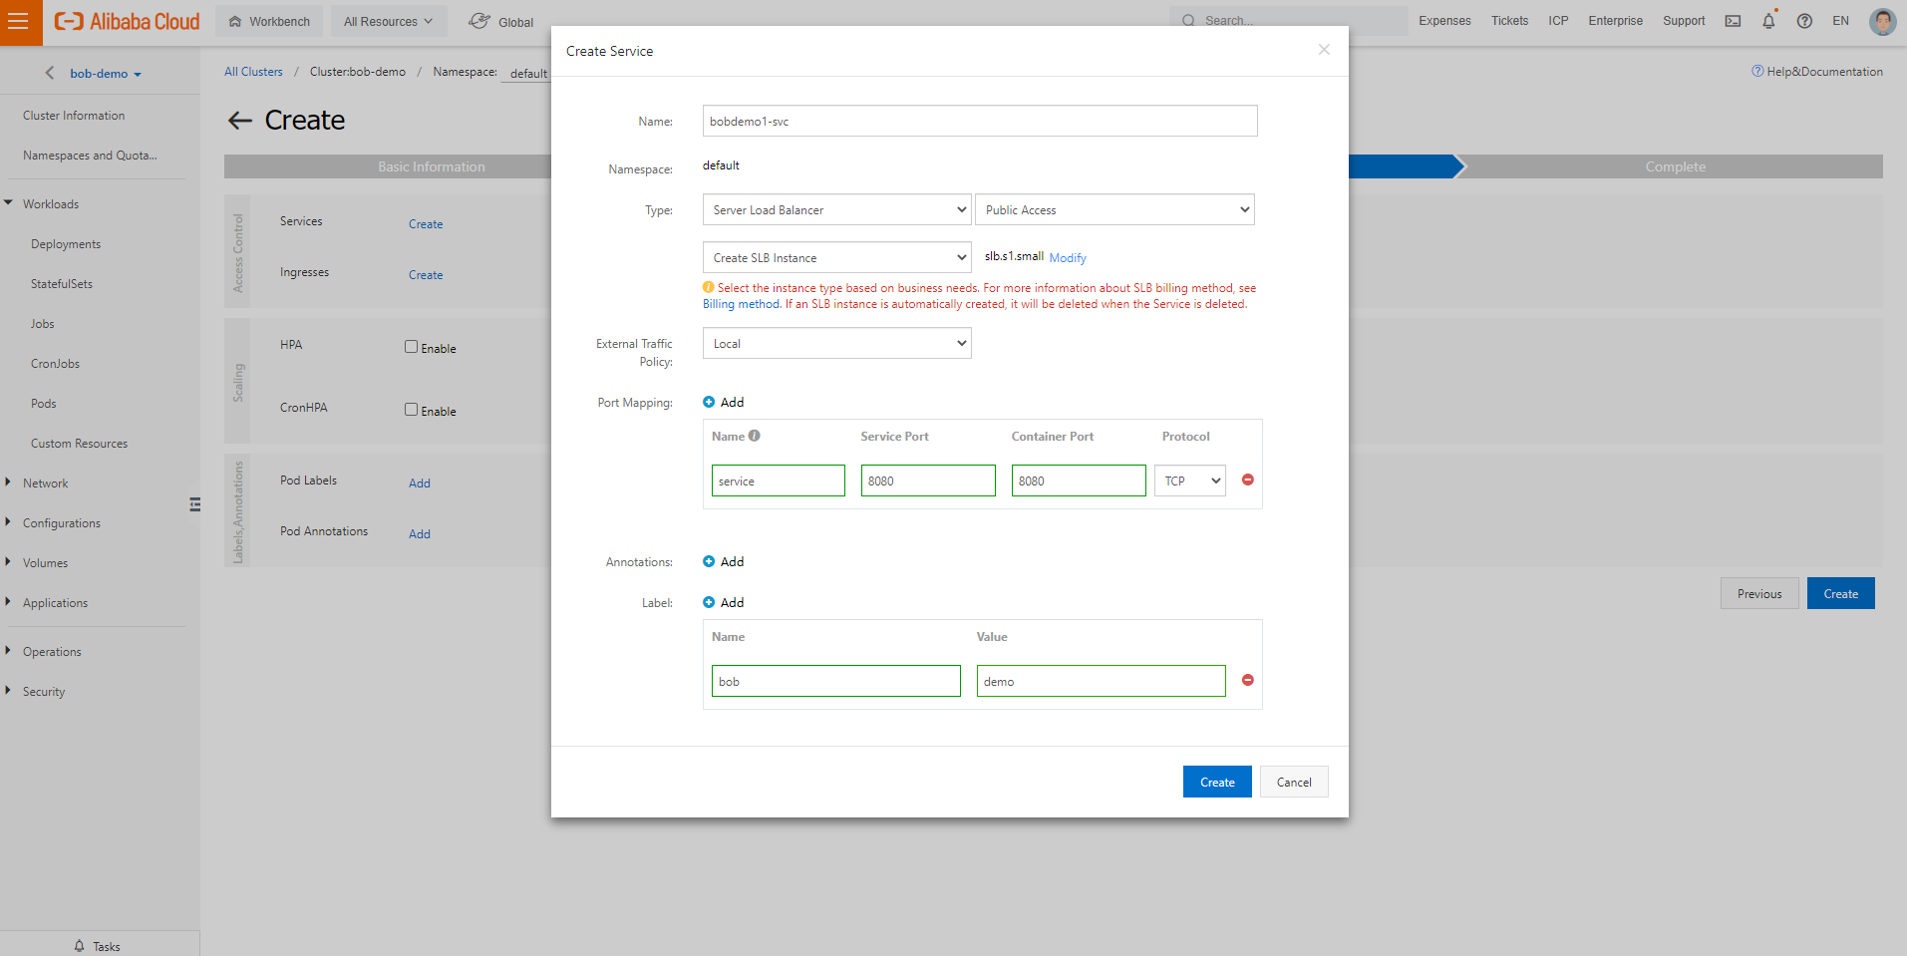 Alibaba Cloud
Workbench
All Resources
Global
Search...
Expenses
Tickets
ICP
Enterprise
Support
EN
bob-demo
All Clusters / Cluster:bob-demo / Namespace: default
Help&Documentation
Cluster Information
Namespaces and Quota...
Workloads
Deployments
StatefulSets
Jobs
CronJobs
Pods
Custom Resources
Network
Configurations
Volumes
Applications
Operations
Security
Tasks
Create
Basic Information
Complete
Access Control
Services
Create
Ingresses
Create
Scaling
HPA
Enable
CronHPA
Enable
Labels,Annotations
Pod Labels
Add
Pod Annotations
Add
Previous
Create
Create Service
Name:
bobdemo1-svc
Namespace:
default
Type:
Server Load Balancer
Public Access
Create SLB Instance
slb.s1.small Modify
Select the instance type based on business needs. For more information about SLB billing method, see
Billing method. If an SLB instance is automatically created, it will be deleted when the Service is deleted.
External Traffic
Policy:
Local
Port Mapping:
Add
Name
Service Port
Container Port
Protocol
service
8080
8080
TCP
Annotations:
Add
Label:
Add
Name
Value
bob
demo
Create
Cancel